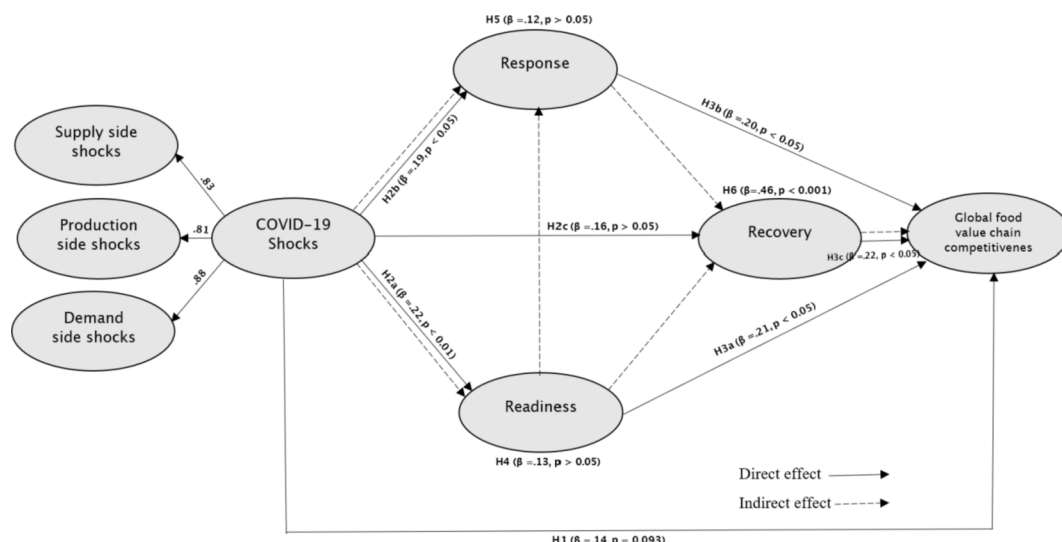 H5 (β =.12, p > 0.05)
Response
Supply side
shocks
.83
H2b (β =.19, p < 0.05)
H3b (β =.20, p < 0.05)
H6 (β=.46, p < 0.001)
Production
side shocks
.81
COVID-19
Shocks
H2c (β =.16, p > 0.05)
Recovery
Global food
value chain
competitivenes
H3c (β =.22, p < 0.05)
.88
Demand
side shocks
H2a (β =.22, p < 0.01)
H3a (β =.21, p < 0.05)
Readiness
H4 (β =.13, p > 0.05)
Direct effect
Indirect effect
H1 (β = 14, p = 0.093)